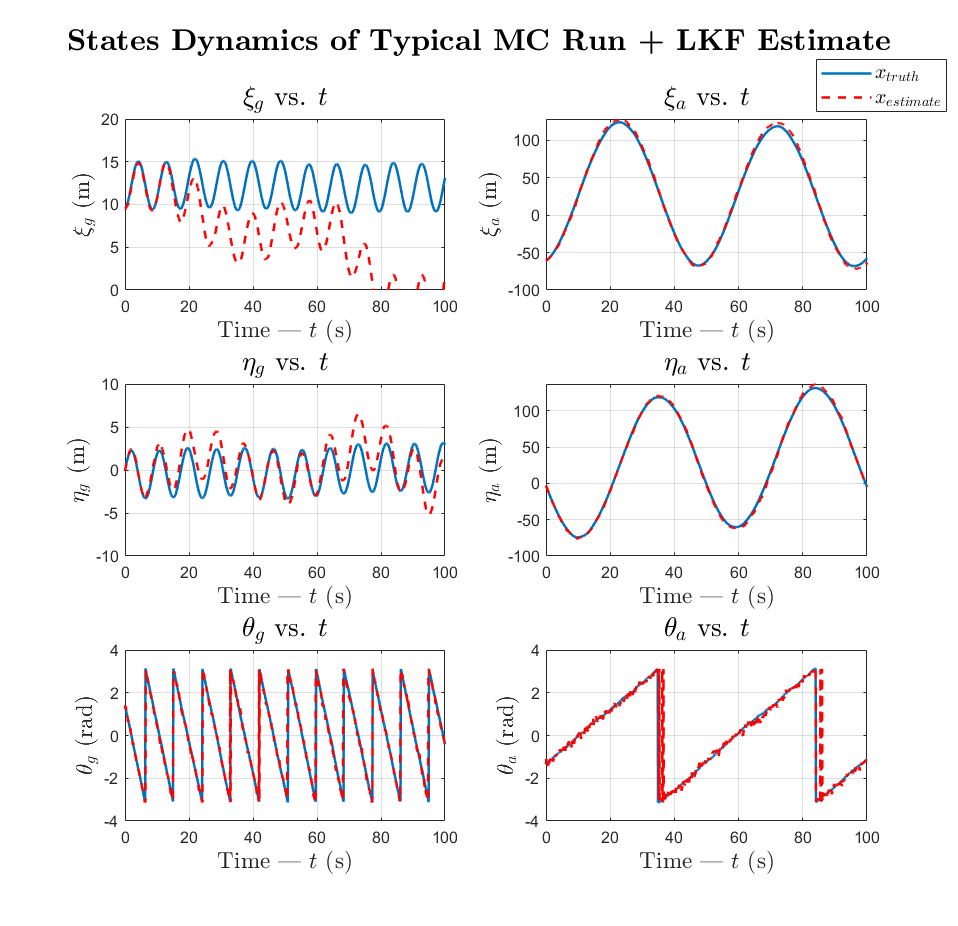 States Dynamics of Typical MC Run + LKF Estimate
x_truth
x_estimate
ξ_g vs. t
ξ_g (m)
20
15
10
5
0
0 20 40 60 80 100
Time — t (s)
ξ_a vs. t
ξ_a (m)
100
50
0
-50
-100
0 20 40 60 80 100
Time — t (s)
η_g vs. t
η_g (m)
10
5
0
-5
-10
0 20 40 60 80 100
Time — t (s)
η_a vs. t
η_a (m)
100
50
0
-50
-100
0 20 40 60 80 100
Time — t (s)
θ_g vs. t
θ_g (rad)
4
2
0
-2
-4
0 20 40 60 80 100
Time — t (s)
θ_a vs. t
θ_a (rad)
4
2
0
-2
-4
0 20 40 60 80 100
Time — t (s)